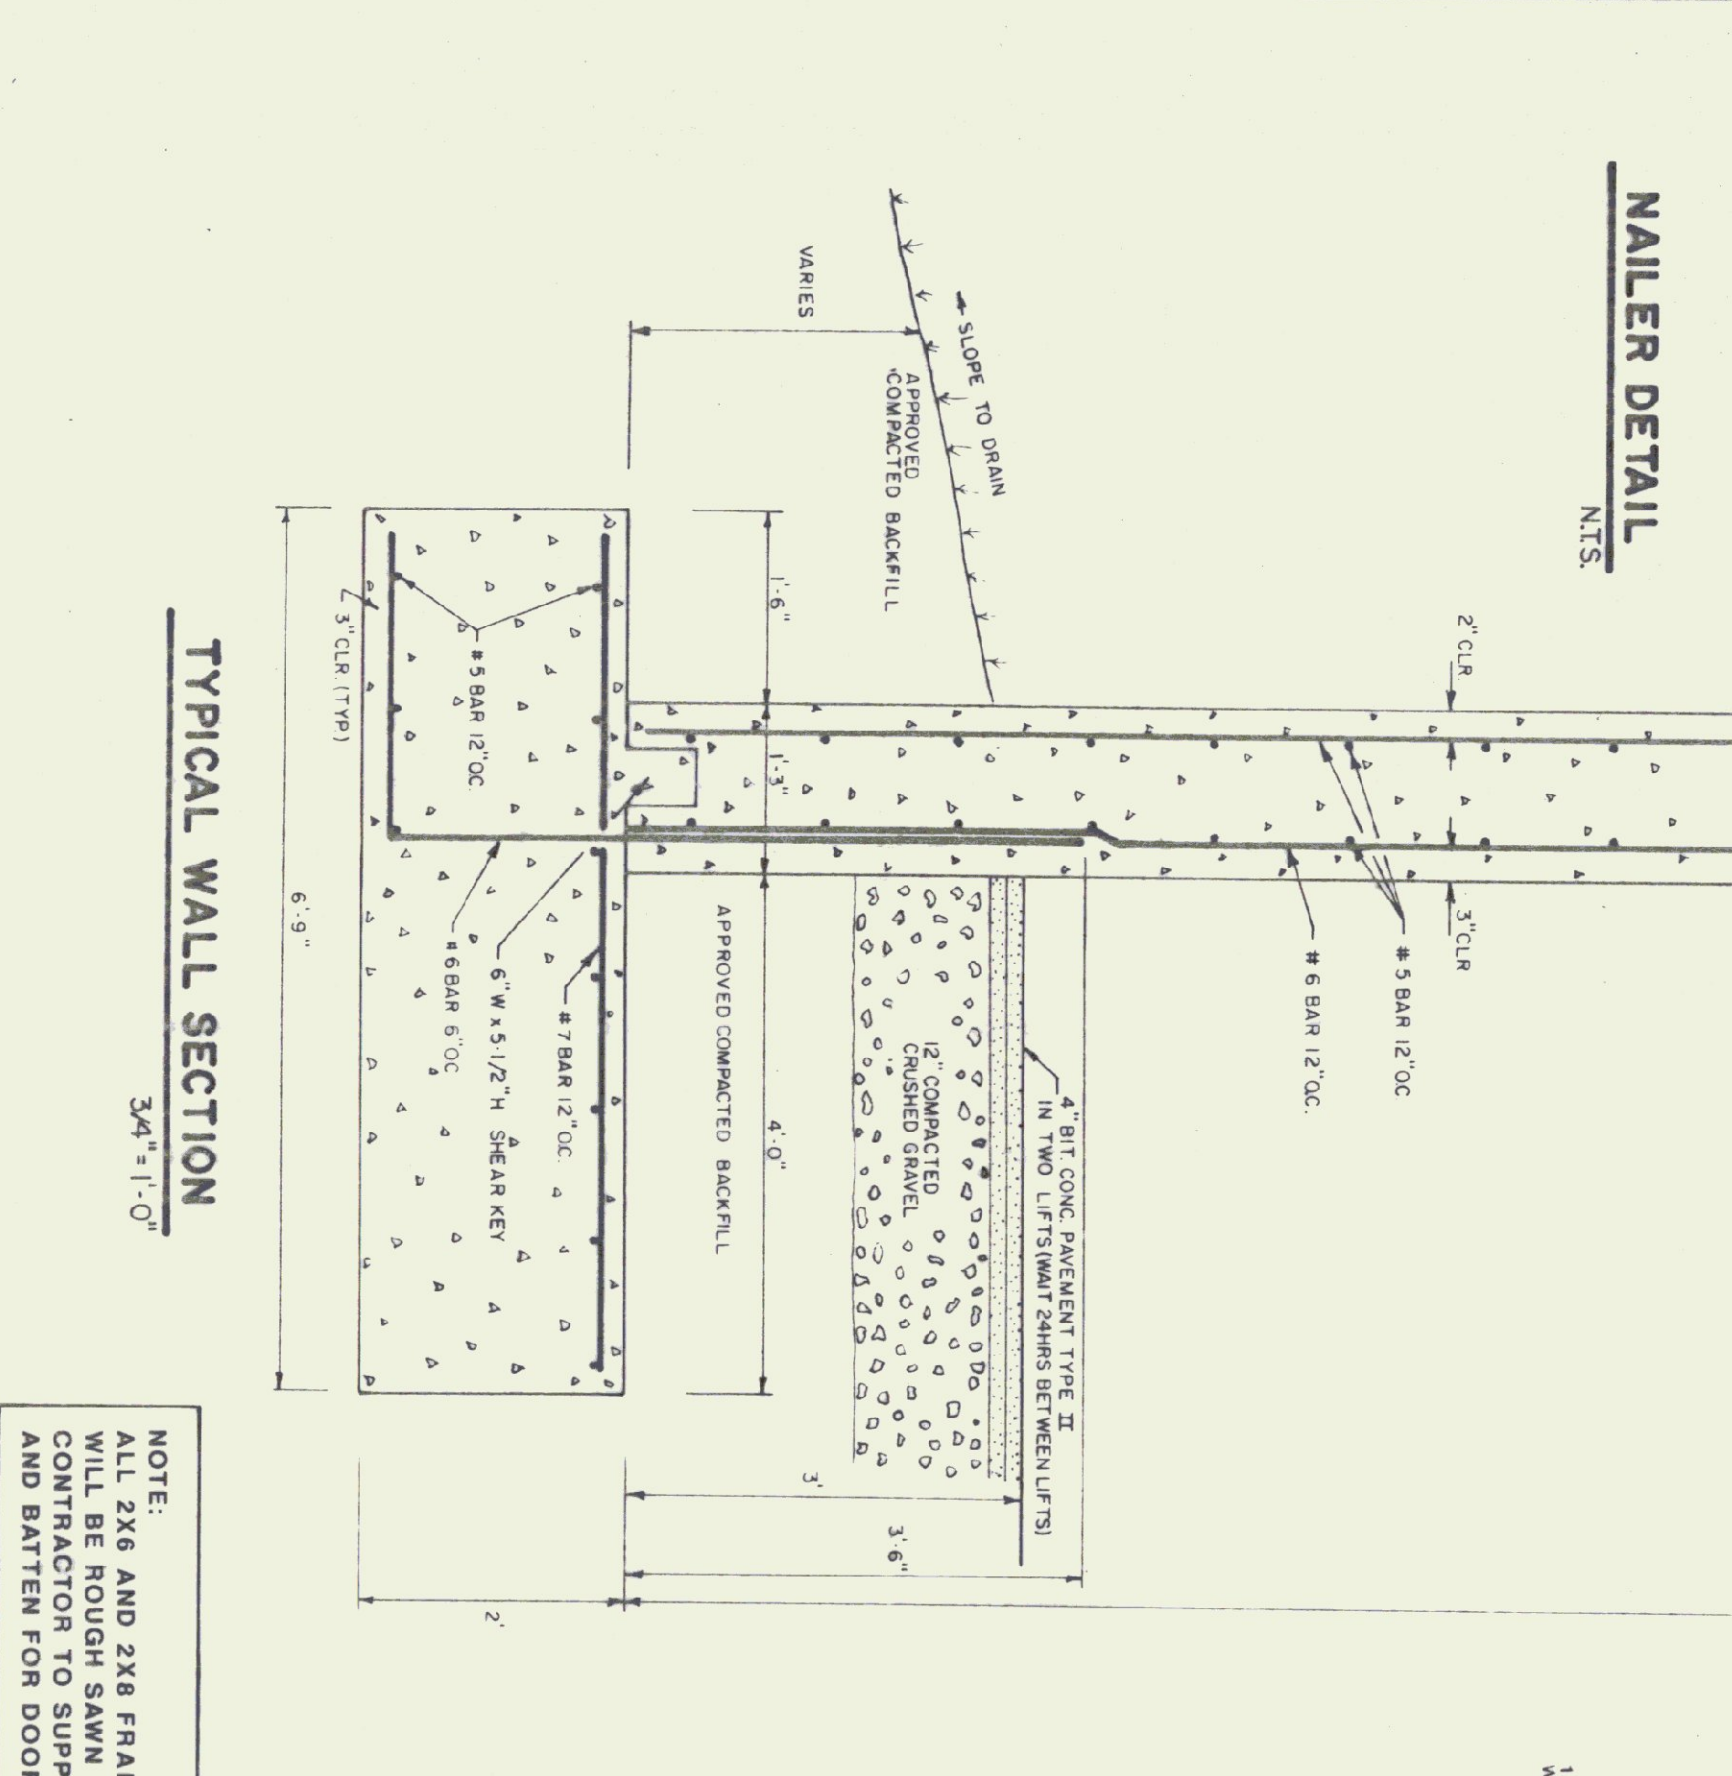 NAILER DETAIL
N.T.S.
2" CLR
3" CLR
#5 BAR 12" O.C
#6 BAR 12" O.C.
SLOPE TO DRAIN
APPROVED
COMPACTED BACKFILL
VARIES
1'-6"
1'-3"
4'-0"
4" BIT. CONC. PAVEMENT TYPE II
IN TWO LIFTS (WAIT 24HRS BETWEEN LIFTS)
12" COMPACTED
CRUSHED GRAVEL
APPROVED COMPACTED BACKFILL
3'
3'-6"
2'
#7 BAR 12" O.C.
6" W x 5-1/2" H SHEAR KEY
#5 BAR 12" O.C.
#6 BAR 6" O.C
3" CLR. (TYP.)
6'-9"
TYPICAL WALL SECTION
3/4" = 1'-0"
NOTE:
ALL 2X6 AND 2X8 FRA
WILL BE ROUGH SAWN
CONTRACTOR TO SUPP
AND BATTEN FOR DOO